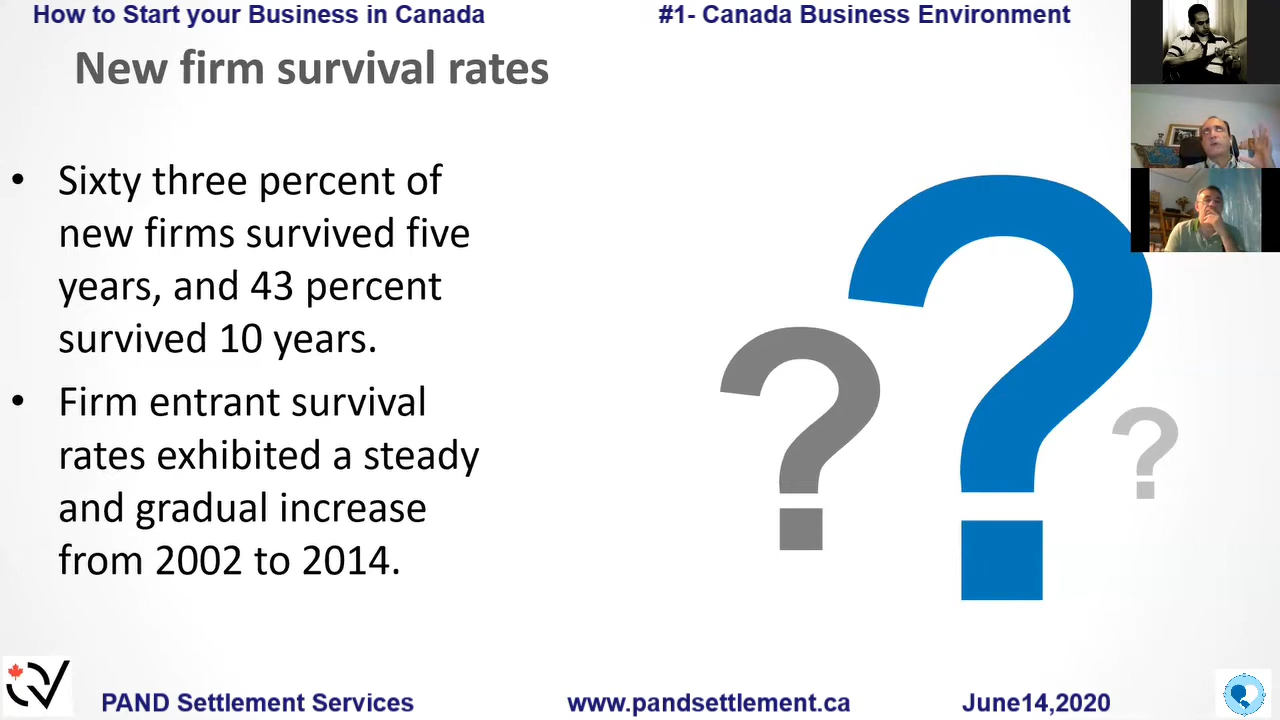 How to Start your Business in Canada
#1- Canada Business Environment
New firm survival rates
• Sixty three percent of
new firms survived five
years, and 43 percent
survived 10 years.
• Firm entrant survival
rates exhibited a steady
and gradual increase
from 2002 to 2014.
? ? ?
PAND Settlement Services
www.pandsettlement.ca
June14,2020